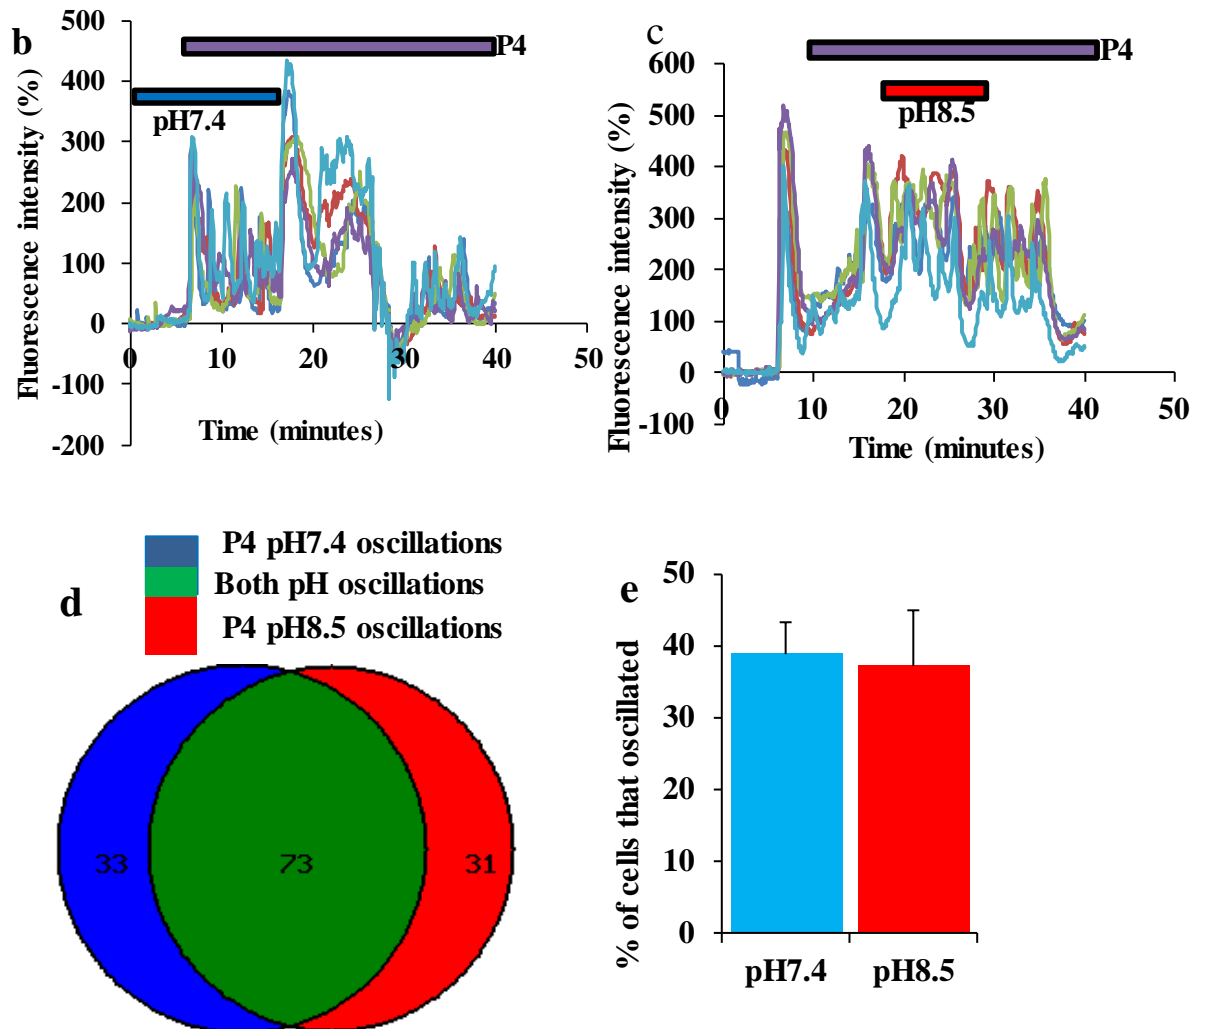 b
500
400
300
200
100
0
-100
-200
Fluorescence intensity (%)
P4
pH7.4
0 10 20 30 40 50
Time (minutes)
c
600
500
400
300
200
100
0
-100
Fluorescence intensity (%)
P4
pH8.5
0 10 20 30 40 50
Time (minutes)
d
P4 pH7.4 oscillations
Both pH oscillations
P4 pH8.5 oscillations
33 73 31
e
50
40
30
20
10
0
% of cells that oscillated
pH7.4 pH8.5